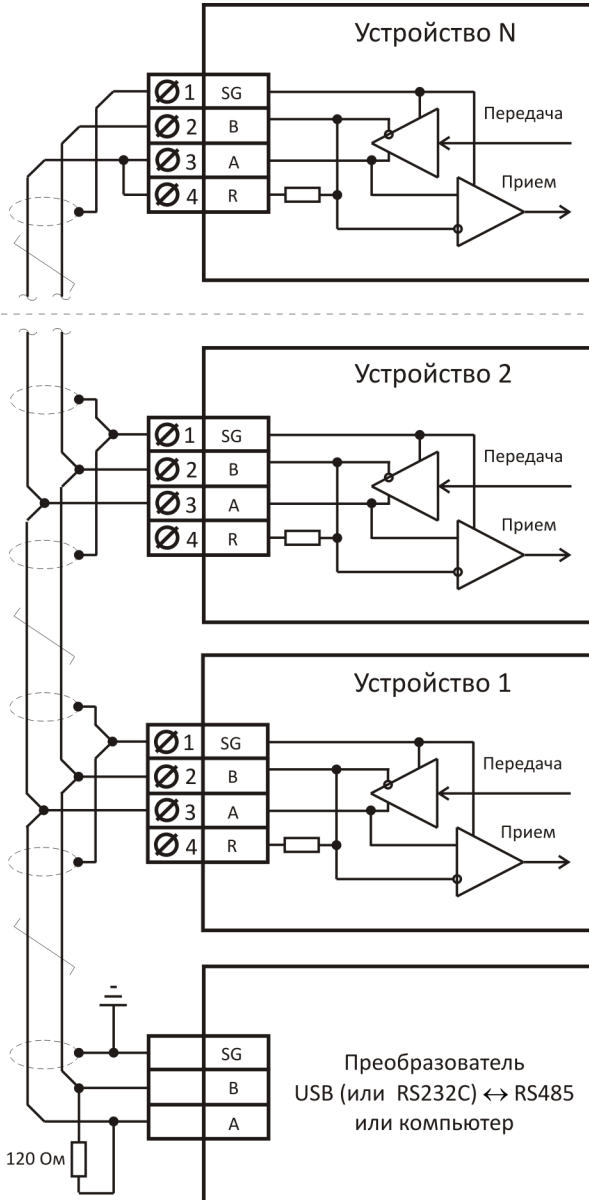 Устройство N
1 SG
2 B
3 A
4 R
Передача
Прием
Устройство 2
1 SG
2 B
3 A
4 R
Передача
Прием
Устройство 1
1 SG
2 B
3 A
4 R
Передача
Прием
SG
B
A
Преобразователь
USB (или RS232C) ↔ RS485
или компьютер
120 Ом